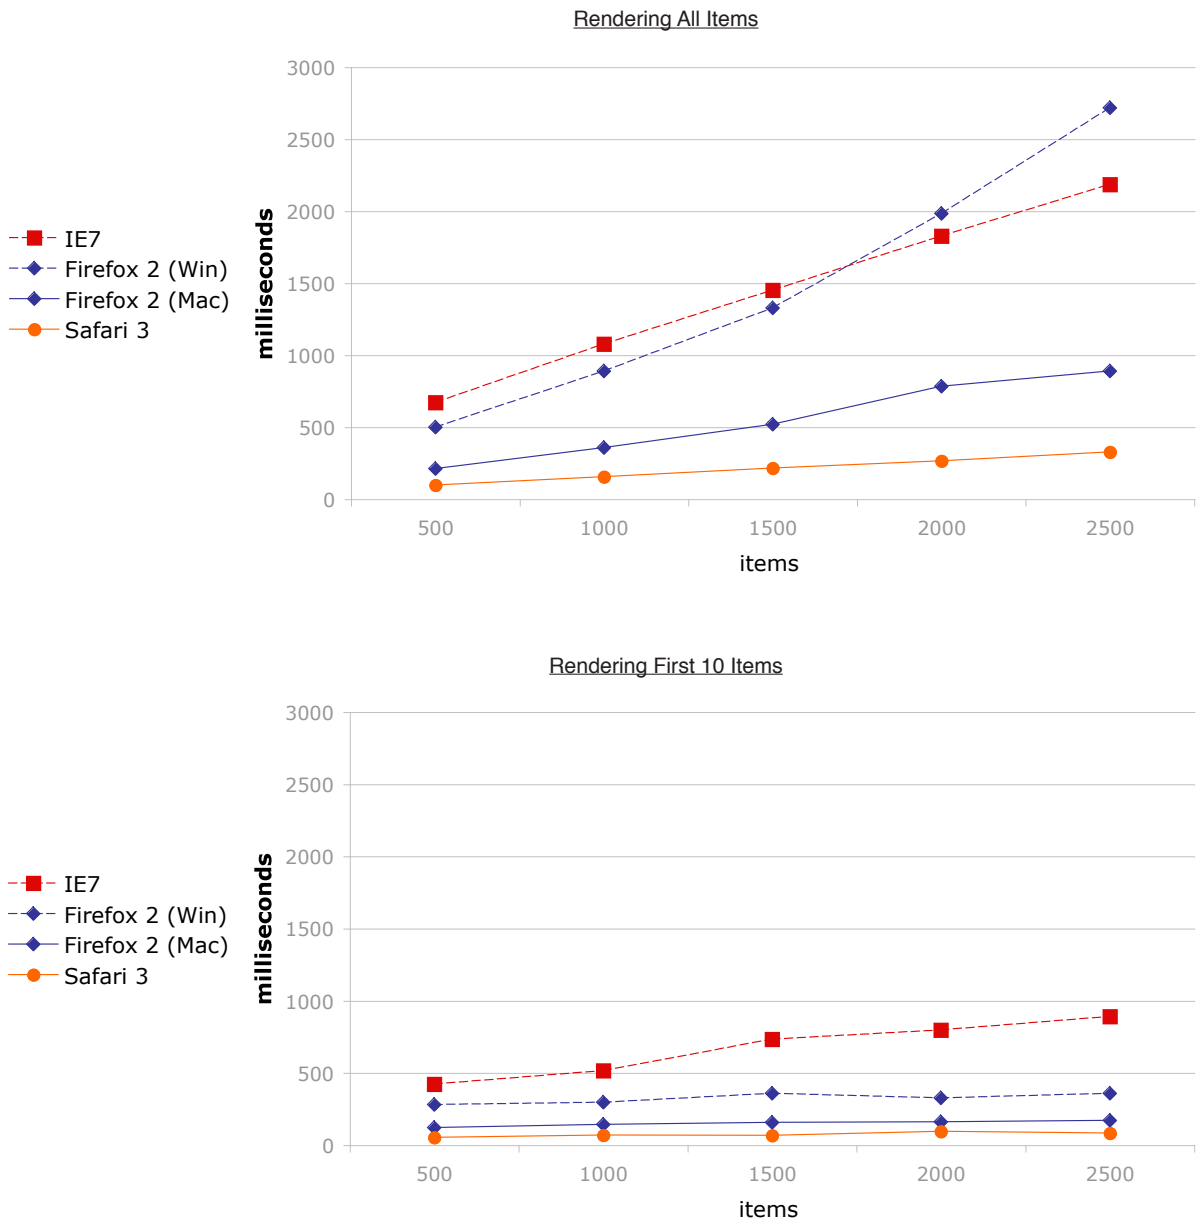 Rendering All Items
3000
2500
2000
1500
1000
500
0
milliseconds
IE7
Firefox 2 (Win)
Firefox 2 (Mac)
Safari 3
500 1000 1500 2000 2500
items
Rendering First 10 Items
3000
2500
2000
1500
1000
500
0
milliseconds
IE7
Firefox 2 (Win)
Firefox 2 (Mac)
Safari 3
500 1000 1500 2000 2500
items